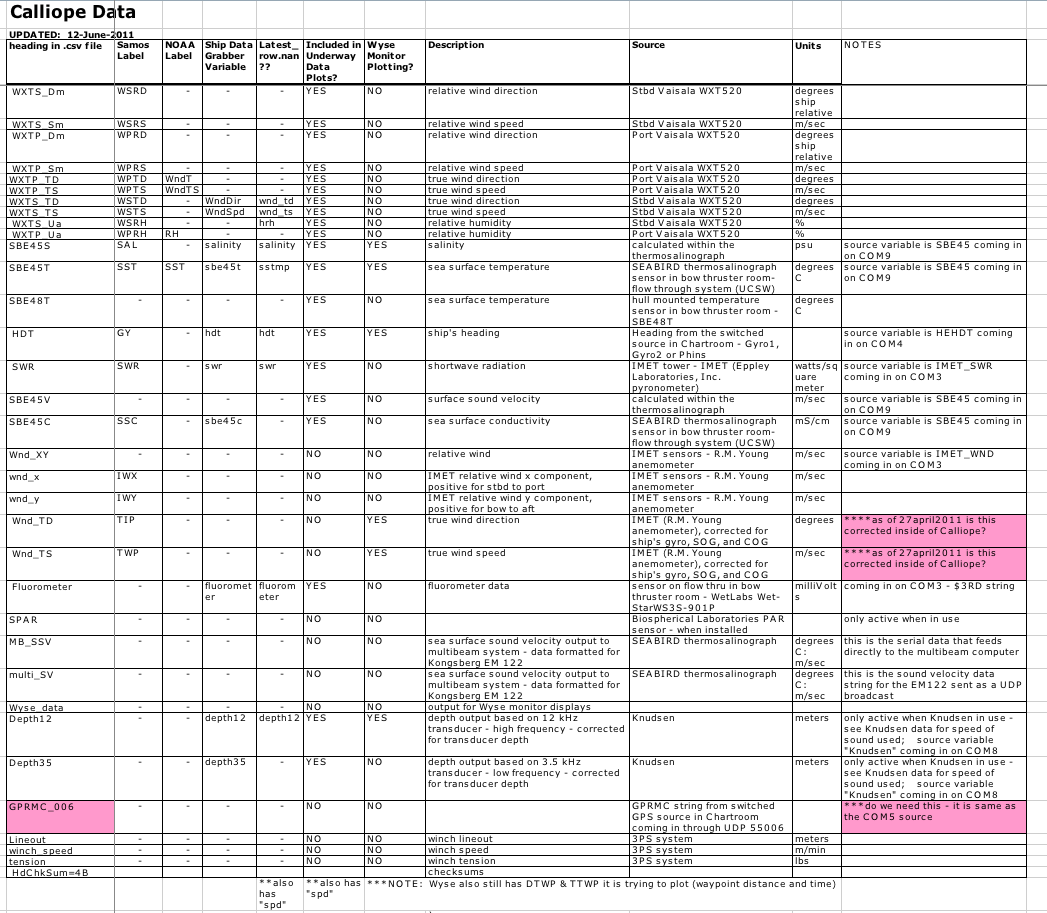 Calliope Data
UPDATED: 12-June-2011
heading in .csv file Samos Label NOAA Label Ship Data Grabber Variable Latest_row.nan?? Included in Underway Data Plots? Wyse Monitor Plotting? Description Source Units NOTES
WXTS_Dm WSRD - - - YES NO relative wind direction Stbd Vaisala WXT520 degrees ship relative
WXTS_Sm WSRS - - - YES NO relative wind speed Stbd Vaisala WXT520 m/sec
WXTP_Dm WPRD - - - YES NO relative wind direction Port Vaisala WXT520 degrees ship relative
WXTP_Sm WPRS - - - YES NO relative wind speed Port Vaisala WXT520 m/sec
WXTP_TD WPTD WndT - - YES NO true wind direction Port Vaisala WXT520 degrees
WXTP_TS WPTS WndTS - - YES NO true wind speed Port Vaisala WXT520 m/sec
WXTS_TD WSTD - WndDir wnd_td YES NO true wind direction Stbd Vaisala WXT520 degrees
WXTS_TS WSTS - WndSpd wnd_ts YES NO true wind speed Stbd Vaisala WXT520 m/sec
WXTS_Ua WSRH - - hrh YES NO relative humidity Stbd Vaisala WXT520 %
WXTP_Ua WPRH RH - - YES NO relative humidity Port Vaisala WXT520 %
SBE45S SAL - salinity salinity YES YES salinity calculated within the thermosalinograph psu source variable is SBE45 coming in on COM9
SBE45T SST SST sbe45t sstmp YES YES sea surface temperature SEABIRD thermosalinograph sensor in bow thruster room-flow through system (UCSW) degrees C source variable is SBE45 coming in on COM9
SBE48T - - - - YES NO sea surface temperature hull mounted temperature sensor in bow thruster room - SBE48T degrees C
HDT GY - hdt hdt YES YES ship's heading Heading from the switched source in Chartroom - Gyro1, Gyro2 or Phins source variable is HEHDT coming in on COM4
SWR SWR - swr swr YES NO shortwave radiation IMET tower - IMET (Eppley Laboratories, Inc. pyronometer) watts/square meter source variable is IMET_SWR coming in on COM3
SBE45V - - - - YES NO surface sound velocity calculated within the thermosalinograph m/sec source variable is SBE45 coming in on COM9
SBE45C SSC - sbe45c - YES NO sea surface conductivity SEABIRD thermosalinograph sensor in bow thruster room-flow through system (UCSW) mS/cm source variable is SBE45 coming in on COM9
Wnd_XY - - - - NO NO relative wind IMET sensors - R.M. Young anemometer m/sec source variable is IMET_WND coming in on COM3
wnd_x IWX - - - NO NO IMET relative wind x component, positive for stbd to port IMET sensors - R.M. Young anemometer m/sec
wnd_y IWY - - - NO NO IMET relative wind y component, positive for bow to aft IMET sensors - R.M. Young anemometer m/sec
Wnd_TD TIP - - - NO YES true wind direction IMET (R.M. Young anemometer), corrected for ship's gyro, SOG, and COG degrees ****as of 27april2011 is this corrected inside of Calliope?
Wnd_TS TWP - - - NO YES true wind speed IMET (R.M. Young anemometer), corrected for ship's gyro, SOG, and COG m/sec ****as of 27april2011 is this corrected inside of Calliope?
Fluorometer - - fluorometer fluorometer YES NO fluorometer data sensor on flow thru in bow thruster room - WetLabs Wet-StarWS3S-901P milliVolts coming in on COM3 - $3RD string
SPAR - - - - NO NO Biospherical Laboratories PAR sensor - when installed only active when in use
MB_SSV - - - - NO NO sea surface sound velocity output to multibeam system - data formatted for Kongsberg EM 122 SEABIRD thermosalinograph degrees C: m/sec this is the serial data that feeds directly to the multibeam computer
multi_SV - - - - NO NO sea surface sound velocity output to multibeam system - data formatted for Kongsberg EM 122 SEABIRD thermosalinograph degrees C: m/sec this is the sound velocity data string for the EM122 sent as a UDP broadcast
Wyse_data - - - - NO NO output for Wyse monitor displays
Depth12 - - depth12 depth12 YES YES depth output based on 12 kHz transducer - high frequency - corrected for transducer depth Knudsen meters only active when Knudsen in use - see Knudsen data for speed of sound used; source variable "Knudsen" coming in on COM8
Depth35 - - depth35 - YES NO depth output based on 3.5 kHz transducer - low frequency - corrected for transducer depth Knudsen meters only active when Knudsen in use - see Knudsen data for speed of sound used; source variable "Knudsen" coming in on COM8
GPRMC_006 - - - - NO NO GPRMC string from switched GPS source in Chartroom coming in through UDP 55006 ***do we need this - it is same as the COM5 source
Lineout - - - - NO NO winch lineout 3PS system meters
winch_speed - - - - NO NO winch speed 3PS system m/min
tension - - - - NO NO winch tension 3PS system lbs
HdChkSum=4B checksums
**also has "spd" **also has "spd" ***NOTE: Wyse also still has DTWP & TTWP it is trying to plot (waypoint distance and time)